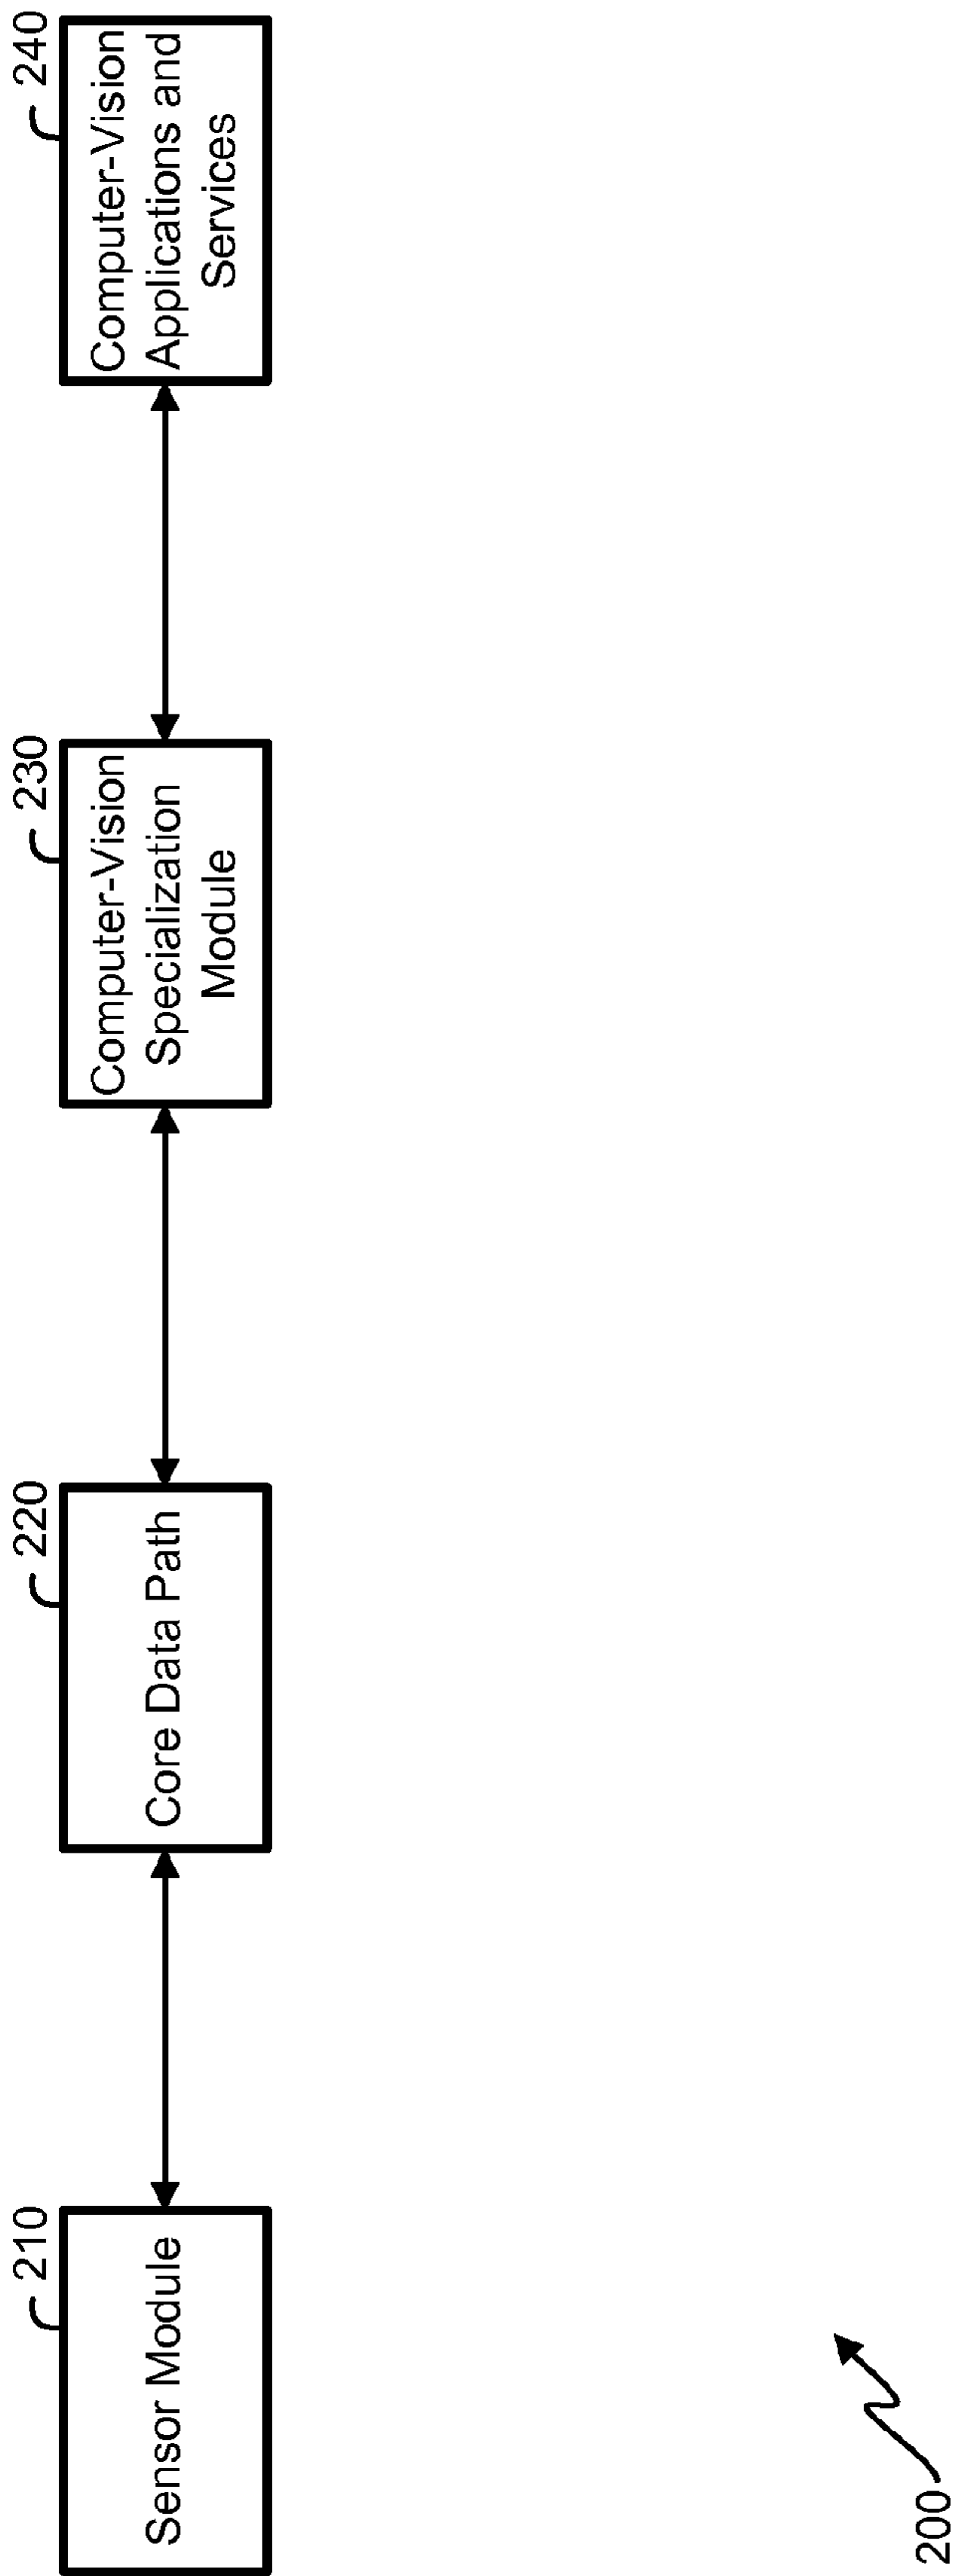 210
Sensor Module
220
Core Data Path
230
Computer-Vision
Specialization
Module
240
Computer-Vision
Applications and
Services
200